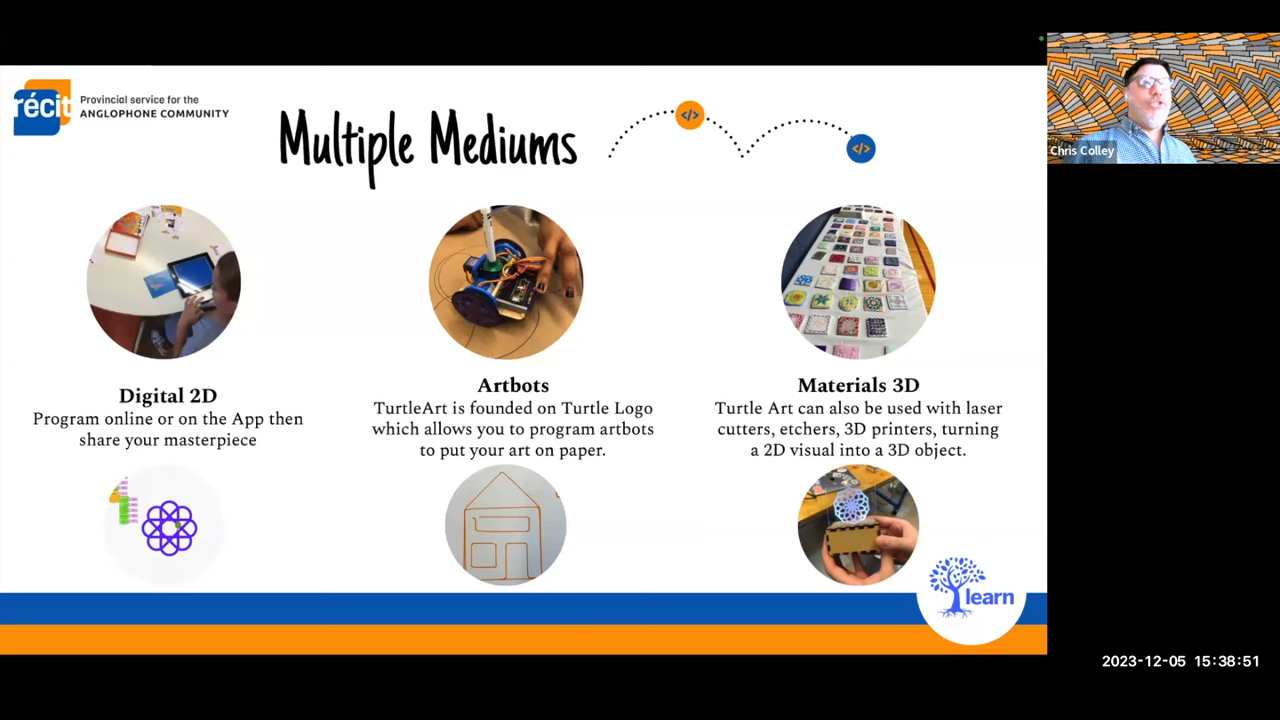 récit
Provincial service for the
ANGLOPHONE COMMUNITY
Multiple Mediums
</>
</>
Chris Colley
Digital 2D
Program online or on the App then
share your masterpiece
Artbots
TurtleArt is founded on Turtle Logo
which allows you to program artbots
to put your art on paper.
Materials 3D
Turtle Art can also be used with laser
cutters, etchers, 3D printers, turning
a 2D visual into a 3D object.
learn
2023-12-05 15:38:51